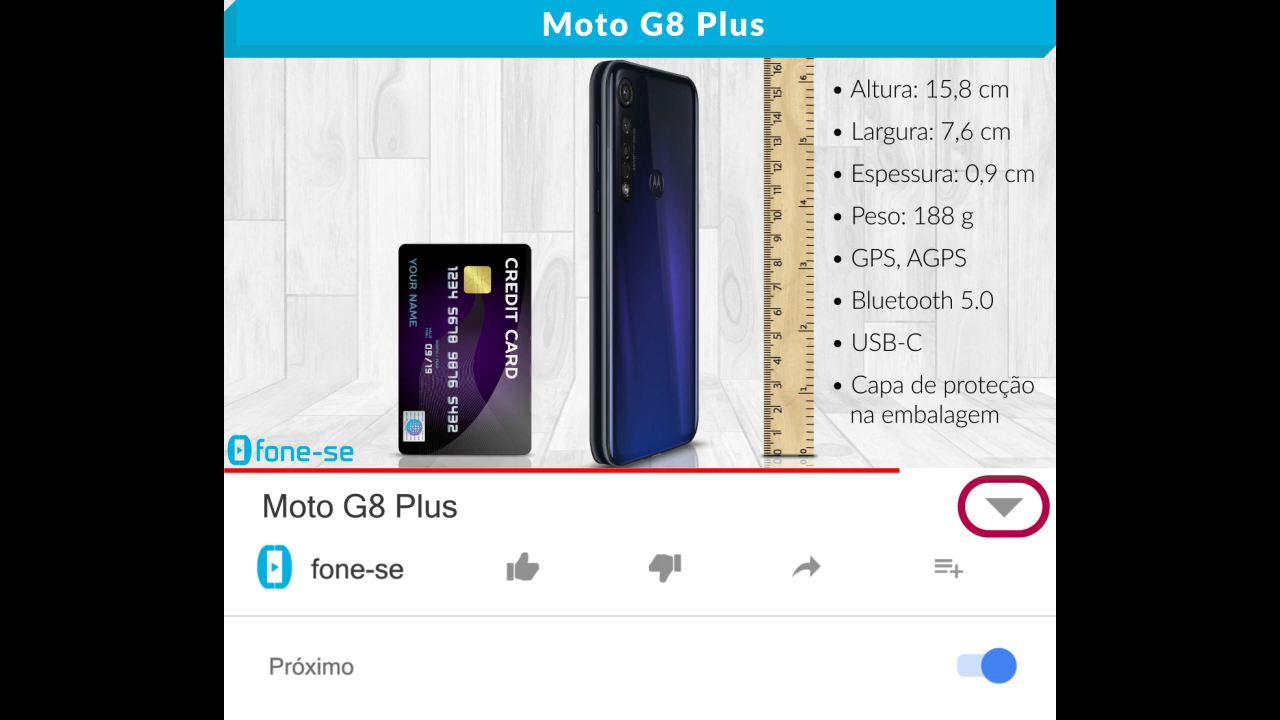 Moto G8 Plus
• Altura: 15,8 cm
• Largura: 7,6 cm
• Espessura: 0,9 cm
• Peso: 188 g
• GPS, AGPS
• Bluetooth 5.0
• USB-C
• Capa de proteção
na embalagem
CREDIT CARD
1234 8765 9876 2345
09/19
YOUR NAME
fone-se
Moto G8 Plus
fone-se
Próximo